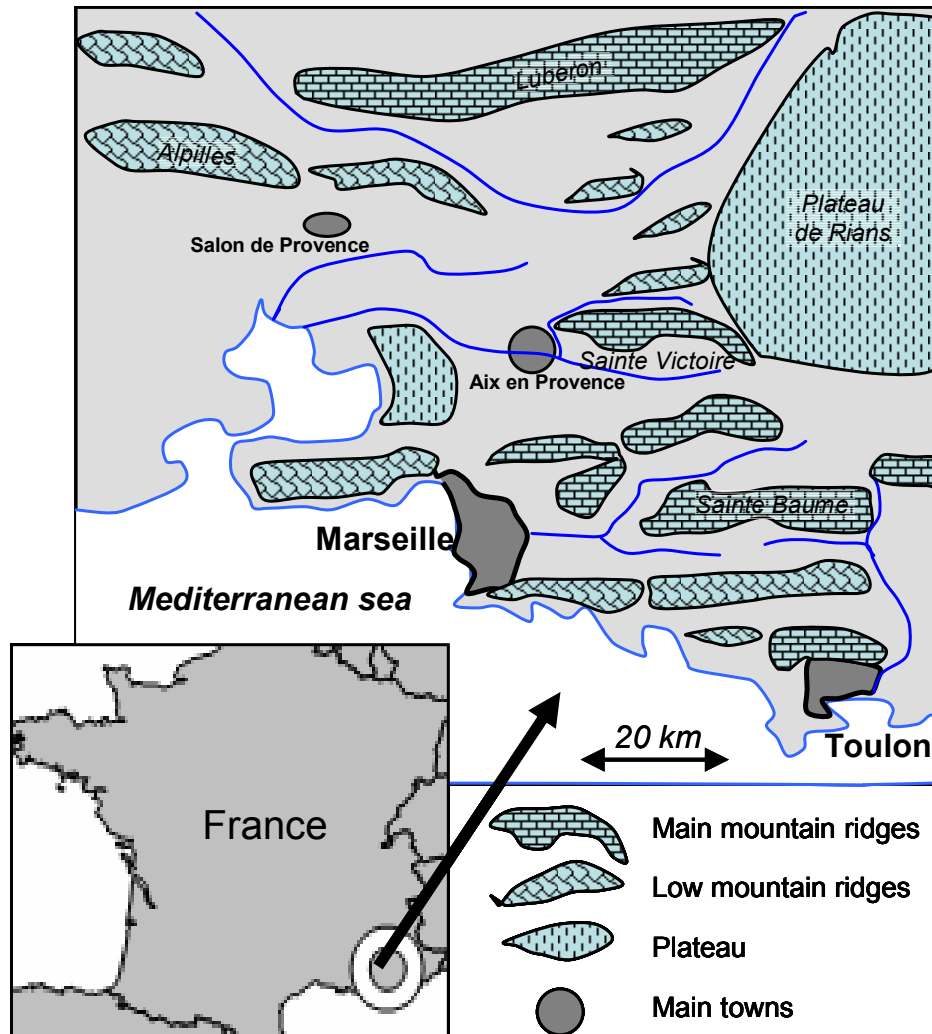 Luberon
Alpilles
Plateau
de Rians
Salon de Provence
Sainte Victoire
Aix en Provence
Sainte Baume
Marseille
Mediterranean sea
20 km
Toulon
France
Main mountain ridges
Low mountain ridges
Plateau
Main towns